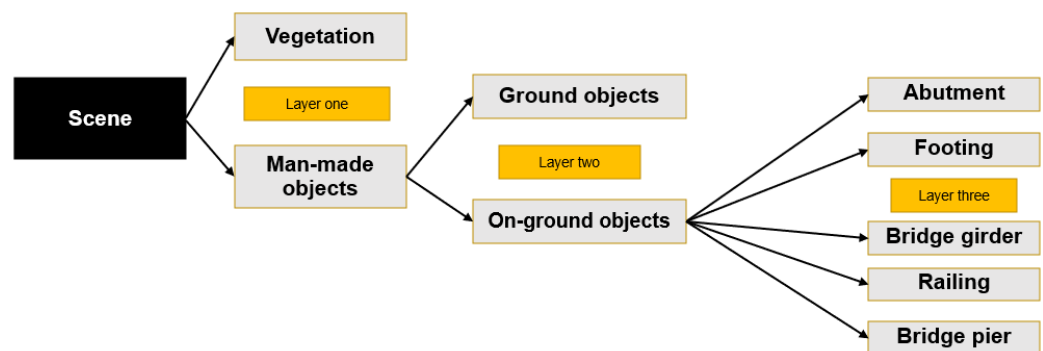 Scene
Vegetation
Layer one
Man-made
objects
Ground objects
Layer two
On-ground objects
Abutment
Footing
Layer three
Bridge girder
Railing
Bridge pier